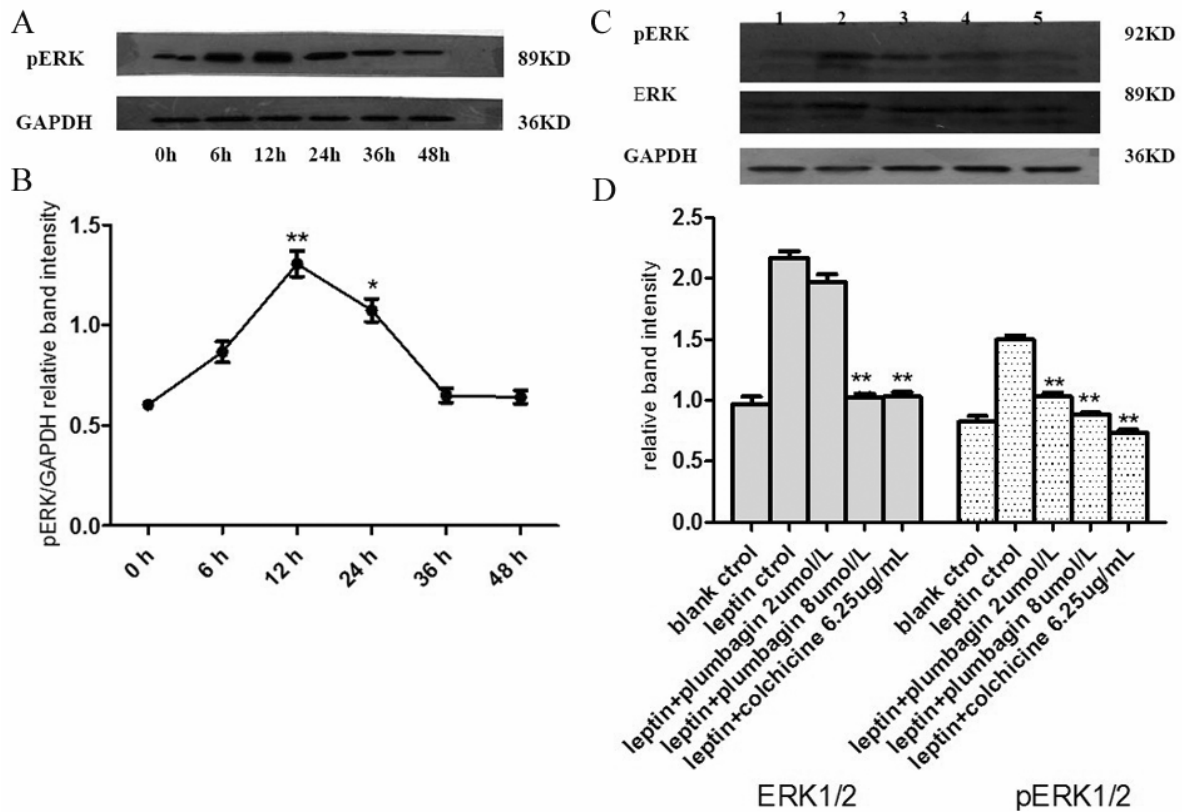 A
pERK
89KD
GAPDH
36KD
0h 6h 12h 24h 36h 48h
B
pERK/GAPDH relative band intensity
1.5
1.0
0.5
0.0
0 h
6 h
12 h
24 h
36 h
48 h
**
*
C
1 2 3 4 5
pERK
92KD
ERK
89KD
GAPDH
36KD
D
relative band intensity
2.5
2.0
1.5
1.0
0.5
0.0
** **
** ** **
blank ctrol
leptin ctrol
leptin+plumbagin 2umol/L
leptin+plumbagin 8umol/L
leptin+colchicine 6.25ug/mL
blank ctrol
leptin ctrol
leptin+plumbagin 2umol/L
leptin+plumbagin 8umol/L
leptin+colchicine 6.25ug/mL
ERK1/2
pERK1/2